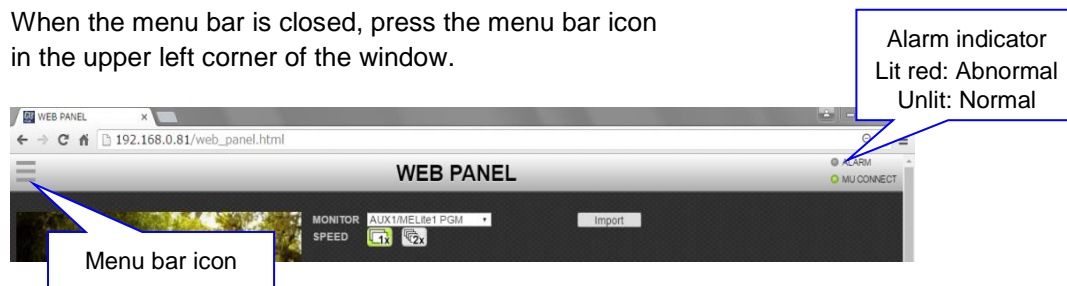 When the menu bar is closed, press the menu bar icon
in the upper left corner of the window.
Alarm indicator
Lit red: Abnormal
Unlit: Normal
WEB PANEL
192.168.0.81/web_panel.html
WEB PANEL
ALARM
MU CONNECT
MONITOR AUX1/MELite1 PGM Import
SPEED 1x 2x
Menu bar icon